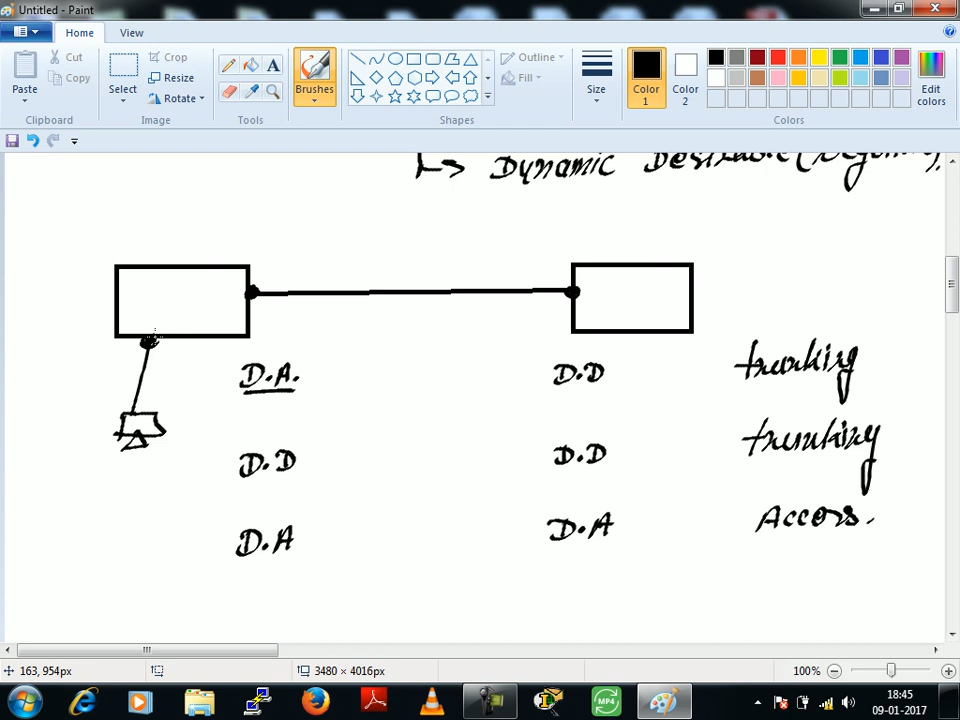 Untitled - Paint
Home View
Paste
Cut
Copy
Clipboard
Select
Crop
Resize
Rotate
Image
Tools
Brushes
Shapes
Outline
Fill
Size
Color 1
Color 2
Colors
Edit colors
↳ Dynamic Desirable
D.A. D.D trunking
D.D D.D trunking
D.A D.A Access.
163, 954px
3480 × 4016px
100%
MP4
18:45
09-01-2017